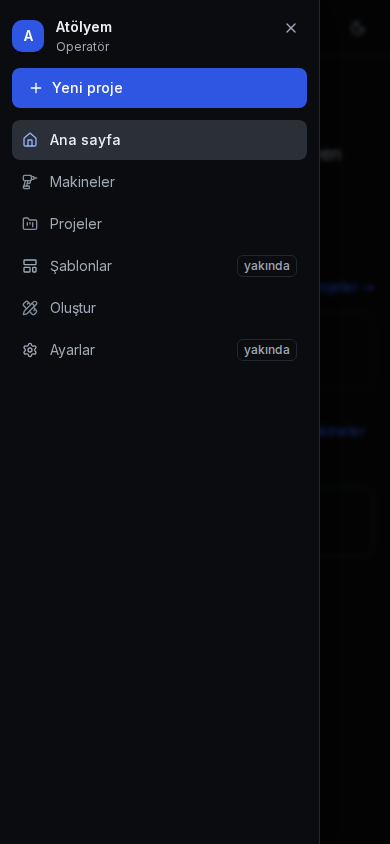 A
Atölyem
Operatör
Yeni proje
Ana sayfa
Makineler
Projeler
Şablonlar yakında
Oluştur
Ayarlar yakında